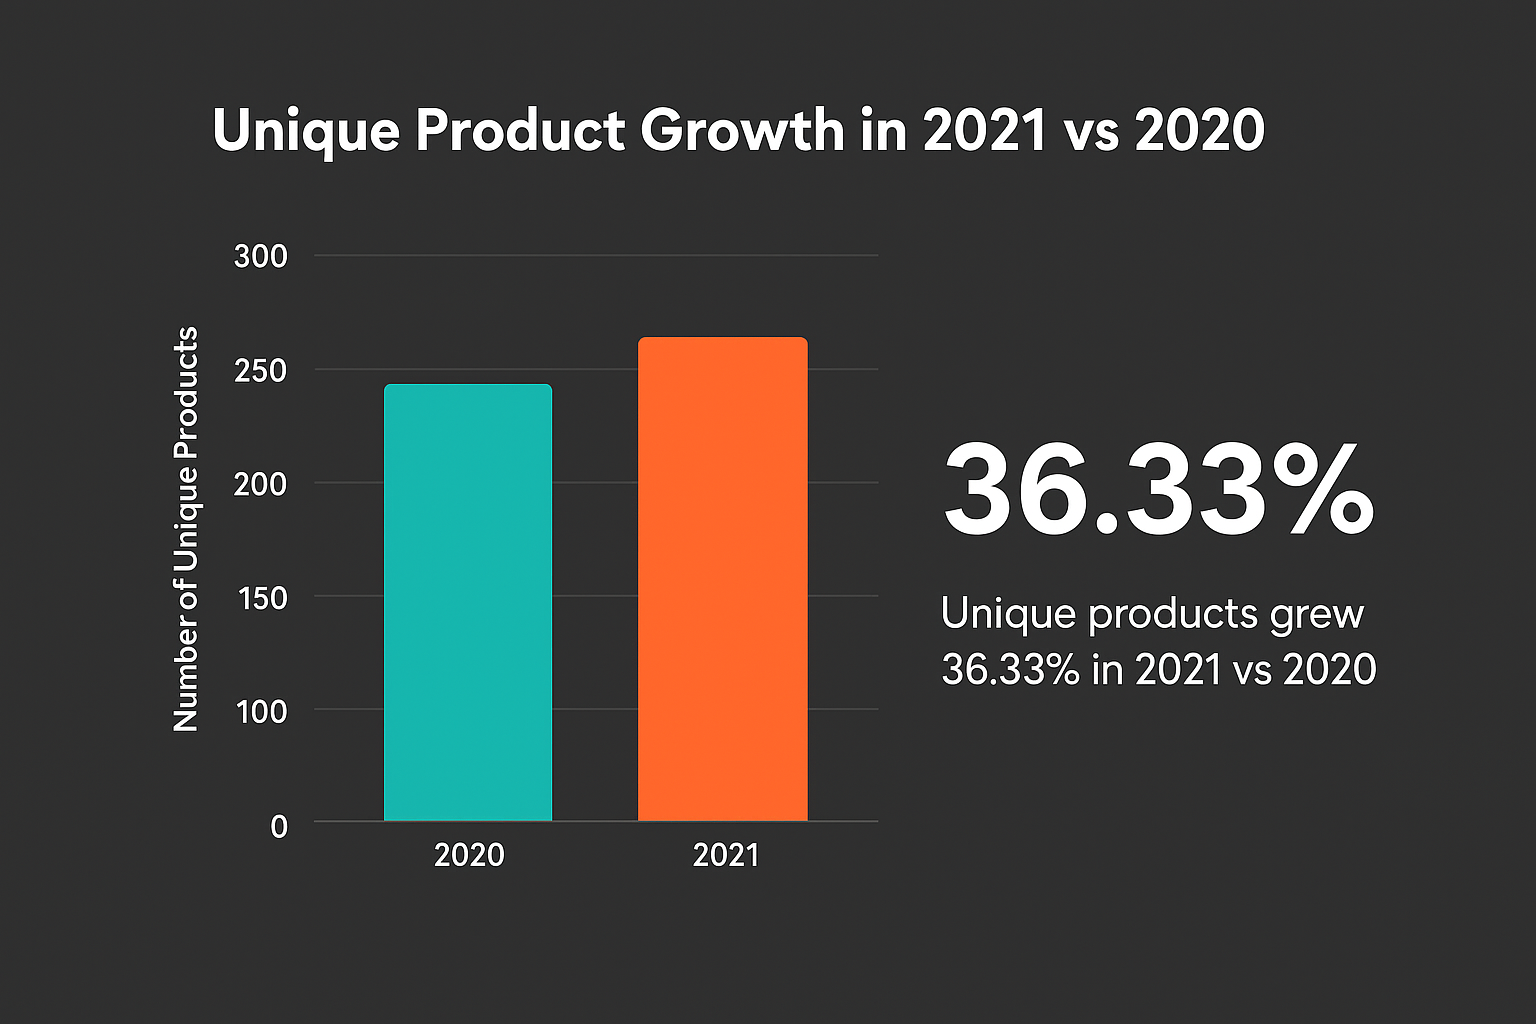 Unique Product Growth in 2021 vs 2020
Number of Unique Products
300
250
200
150
100
0
2020
2021
36.33%
Unique products grew
36.33% in 2021 vs 2020